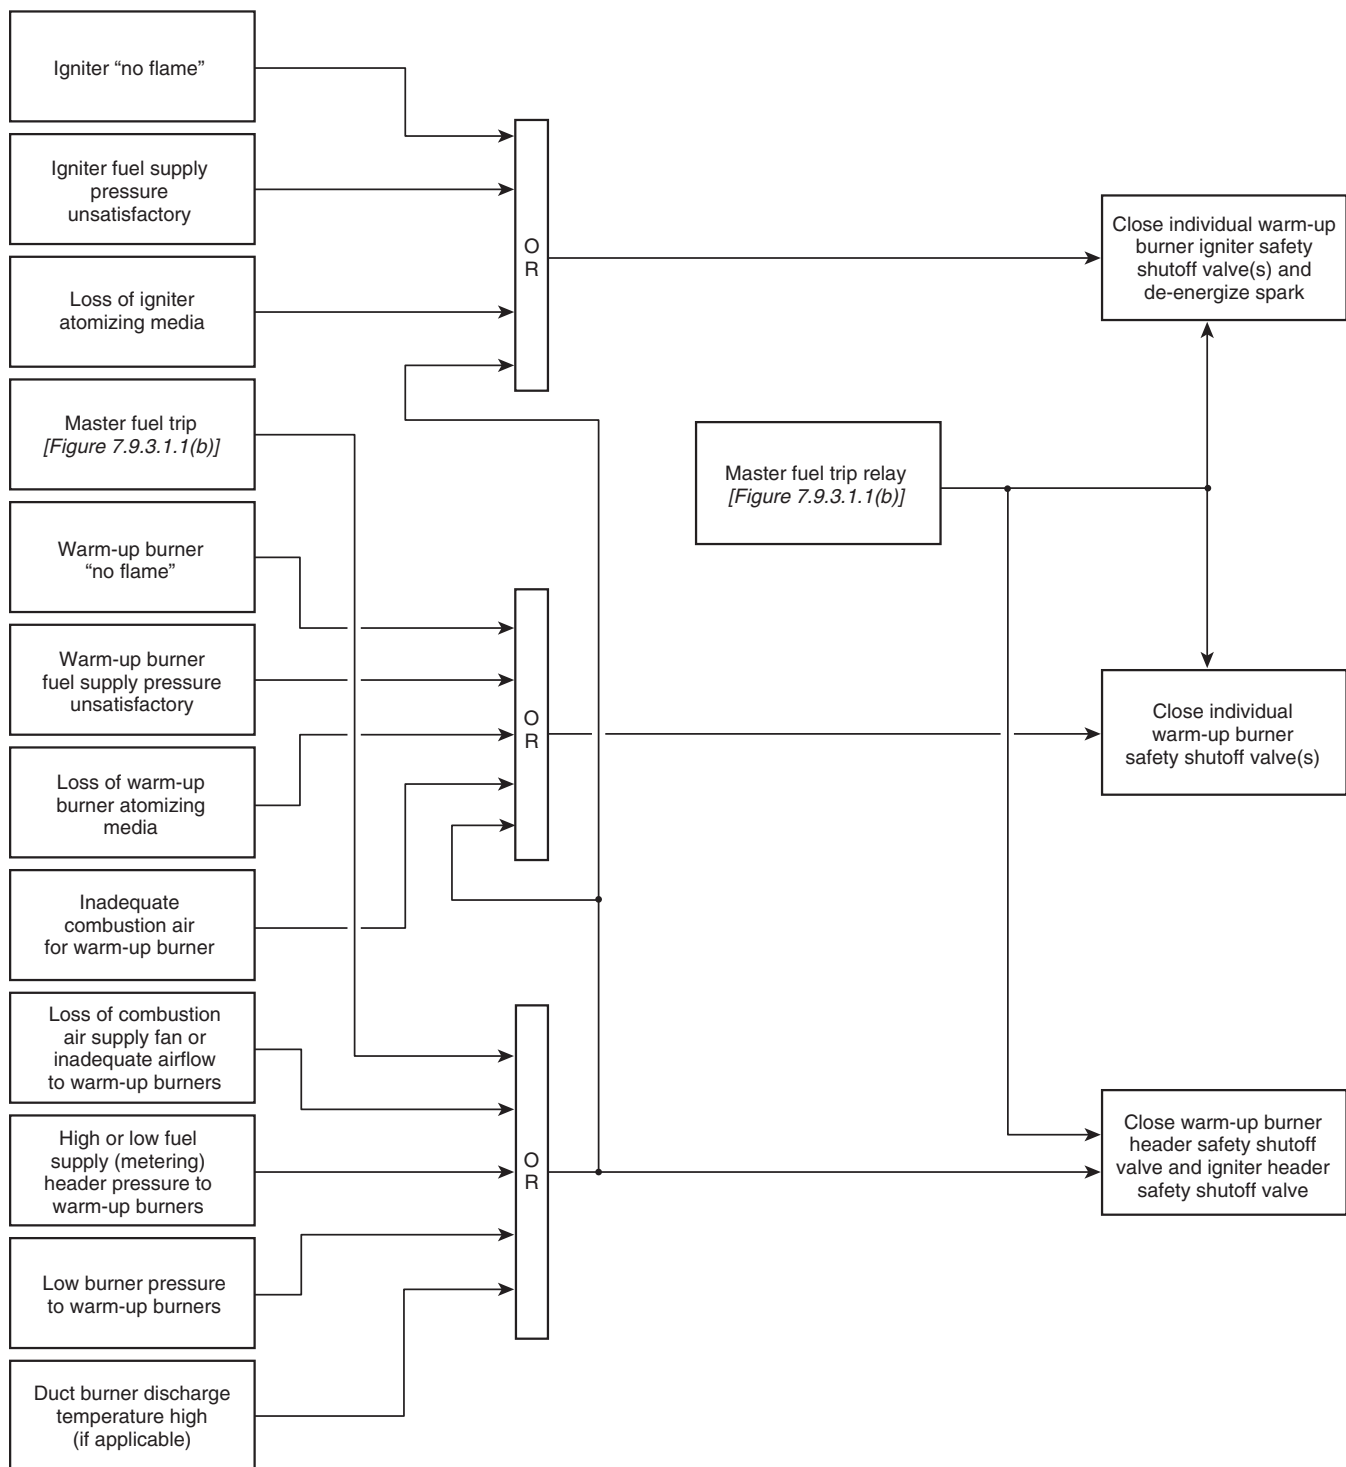 Igniter “no flame”
Igniter fuel supply
pressure
unsatisfactory
Loss of igniter
atomizing media
Master fuel trip
[Figure 7.9.3.1.1(b)]
Warm-up burner
“no flame”
Warm-up burner
fuel supply pressure
unsatisfactory
Loss of warm-up
burner atomizing
media
Inadequate
combustion air
for warm-up burner
Loss of combustion
air supply fan or
inadequate airflow
to warm-up burners
High or low fuel
supply (metering)
header pressure to
warm-up burners
Low burner pressure
to warm-up burners
Duct burner discharge
temperature high
(if applicable)
O
R
O
R
O
R
Master fuel trip relay
[Figure 7.9.3.1.1(b)]
Close individual warm-up
burner igniter safety
shutoff valve(s) and
de-energize spark
Close individual
warm-up burner
safety shutoff valve(s)
Close warm-up burner
header safety shutoff
valve and igniter header
safety shutoff valve